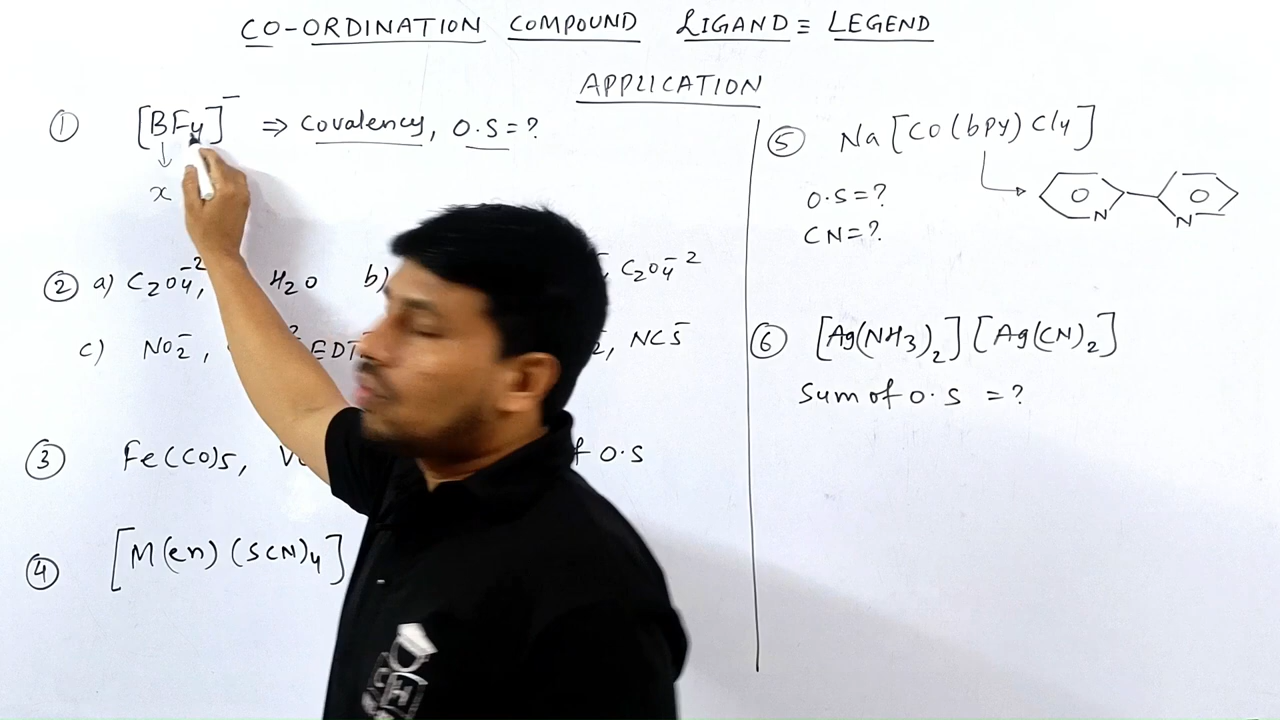 CO-ORDINATION COMPOUND LIGAND ≡ LEGEND
APPLICATION
① [BF4]⁻ ⇒ Covalency, O.S = ?
x
② a) C2O4⁻², H2O b) C2O4⁻²
c) NO2⁻, EDT NCS⁻
③ Fe(CO)5, O.S
④ [M(en)(SCN)4]
⑤ Na[CO(bpy)Cl4]
O.S = ?
CN = ?
N N
⑥ [Ag(NH3)2][Ag(CN)2]
Sum of O.S = ?